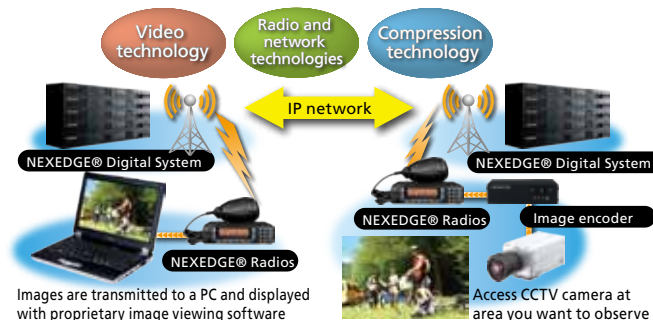 Video
technology
Radio and
network
technologies
Compression
technology
IP network
NEXEDGE® Digital System
NEXEDGE® Digital System
NEXEDGE® Radios
Image encoder
NEXEDGE® Radios
Images are transmitted to a PC and displayed
with proprietary image viewing software
Access CCTV camera at
area you want to observe